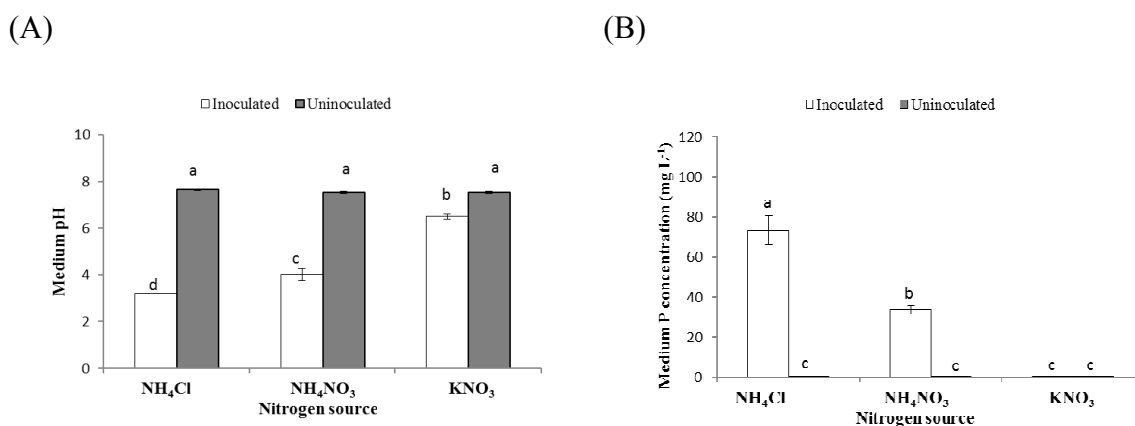 (A)
Inoculated Uninoculated
10
8
6
4
2
0
Medium pH
d a c a b a
NH₄Cl NH₄NO₃ KNO₃
Nitrogen source
(B)
Inoculated Uninoculated
120
100
80
60
40
20
0
Medium P concentration (mg L⁻¹)
a c b c c c
NH₄Cl NH₄NO₃ KNO₃
Nitrogen source